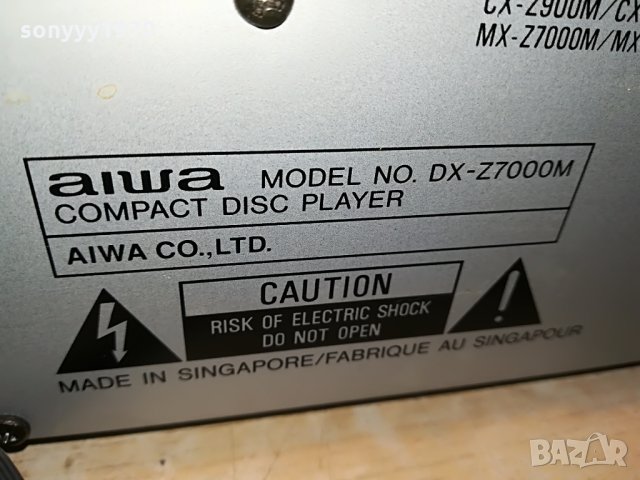 CX-Z900M/CX
MX-Z7000M/MX
aiwa MODEL NO. DX-Z7000M
COMPACT DISC PLAYER
AIWA CO.,LTD.
CAUTION
RISK OF ELECTRIC SHOCK
DO NOT OPEN
MADE IN SINGAPORE/FABRIQUE AU SINGAPOUR
BAZAR